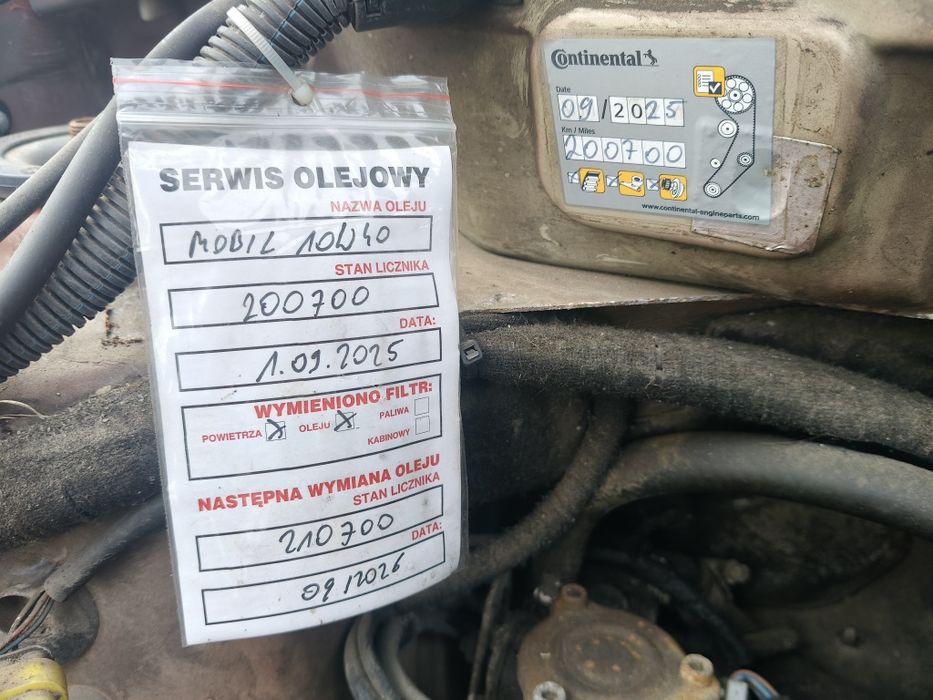 SERWIS OLEJOWY
NAZWA OLEJU
MOBIL 10W40
STAN LICZNIKA
200700
DATA:
1.09.2025
WYMIENIONO FILTR:
POWIETRZA X OLEJU X PALIWA
KABINOWY
NASTĘPNA WYMIANA OLEJU
STAN LICZNIKA
210700
DATA:
09/2026
Continental
Date
09/2025
Km / Miles
200700
www.continental-engineparts.com